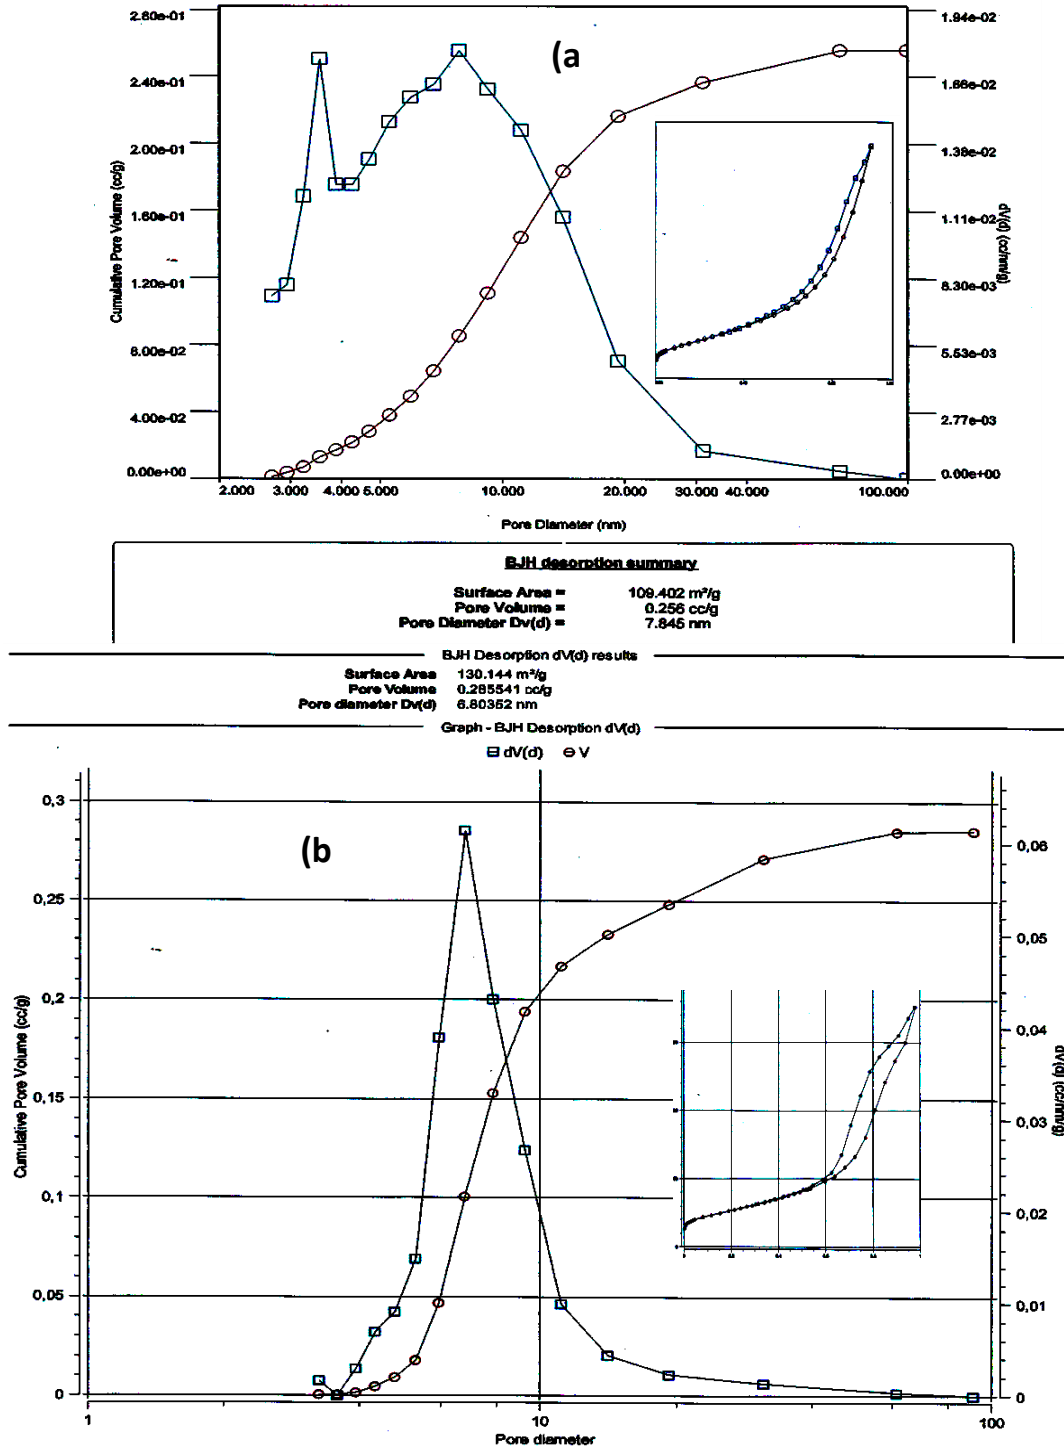 (a
2.80e-01
2.40e-01
2.00e-01
1.60e-01
1.20e-01
8.00e-02
4.00e-02
0.00e+00
Cumulative Pore Volume (cc/g)
1.94e-02
1.66e-02
1.38e-02
1.11e-02
8.30e-03
5.53e-03
2.77e-03
0.00e+00
dV(d) (cc/nm/g)
2.000 3.000 4.000 5.000 10.000 20.000 30.000 40.000 100.000
Pore Diameter (nm)
BJH desorption summary
Surface Area = 109.402 m²/g
Pore Volume = 0.256 cc/g
Pore Diameter Dv(d) = 7.845 nm
BJH Desorption dV(d) results
Surface Area 130.144 m²/g
Pore Volume 0.285541 cc/g
Pore diameter Dv(d) 6.80352 nm
Graph - BJH Desorption dV(d)
dV(d) V
(b
0,3
0,25
0,2
0,15
0,1
0,05
0
Cumulative Pore Volume (cc/g)
0,06
0,05
0,04
0,03
0,02
0,01
0
dV(d) (cc/nm/g)
1 10 100
Pore diameter